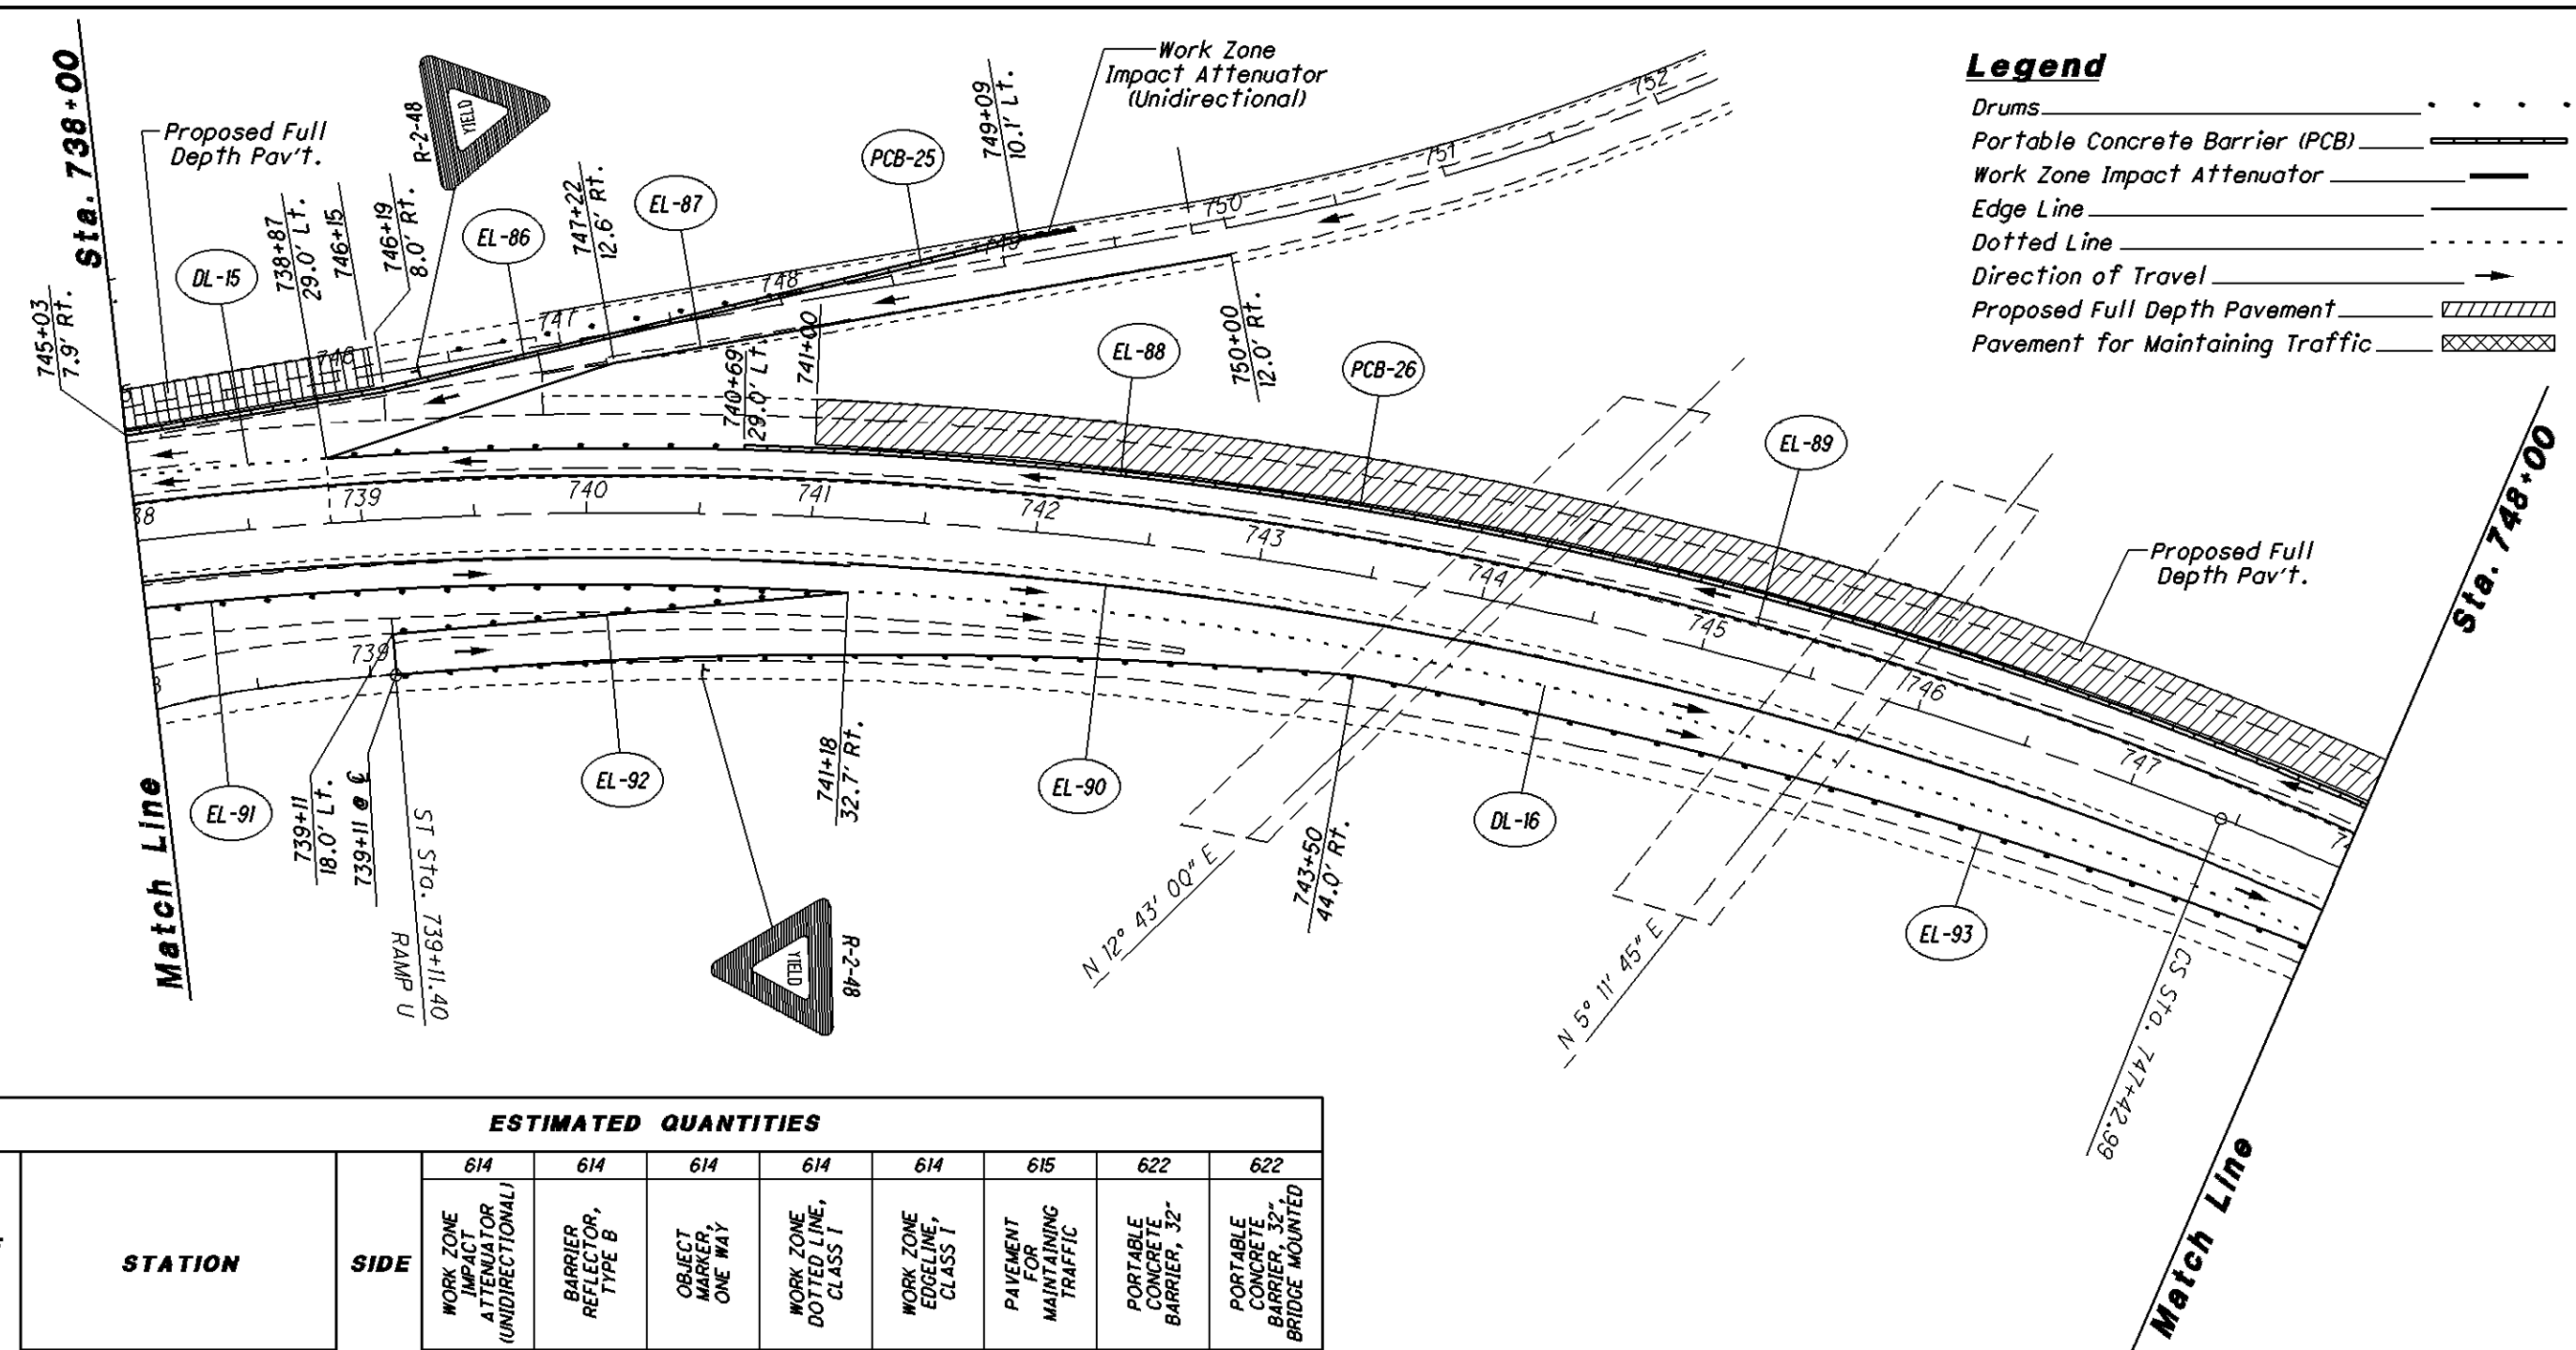 Sta. 738+00
Proposed Full
Depth Pav't.
R-2-48
YIELD
Work Zone
Impact Attenuator
(Unidirectional)
749+09
10.1' Lt.
PCB-25
EL-87
EL-86
DL-15
745+03
7.9' Rt.
738+87
29.0' Lt.
746+15
746+19
8.0' Rt.
747+22
12.6' Rt.
746
747
748
749
750
751
752
740+69
29.0' Lt.
741+00
750+00
12.0' Rt.
EL-88
PCB-26
EL-89
Legend
Drums
Portable Concrete Barrier (PCB)
Work Zone Impact Attenuator
Edge Line
Dotted Line
Direction of Travel
Proposed Full Depth Pavement
Pavement for Maintaining Traffic
Sta. 748+00
Proposed Full
Depth Pav't.
38
739
740
741
742
743
744
745
746
747
739
EL-91
EL-92
EL-90
DL-16
EL-93
Match Line
739+11
18.0' Lt.
739+11 @ ℄
ST Sta. 739+11.40
RAMP U
YIELD
R-2-48
741+18
32.7' Rt.
743+50
44.0' Rt.
N 12° 43' 00" E
N 5° 11' 45" E
CS Sta. 747+42.99
Match Line
ESTIMATED QUANTITIES
STATION
SIDE
614
614
614
614
614
615
622
622
WORK ZONE
IMPACT
ATTENUATOR
(UNIDIRECTIONAL)
BARRIER
REFLECTOR,
TYPE B
OBJECT
MARKER,
ONE WAY
WORK ZONE
DOTTED LINE,
CLASS I
WORK ZONE
EDGELINE,
CLASS I
PAVEMENT
FOR
MAINTAINING
TRAFFIC
PORTABLE
CONCRETE
BARRIER, 32"
PORTABLE
CONCRETE
BARRIER, 32",
BRIDGE MOUNTED